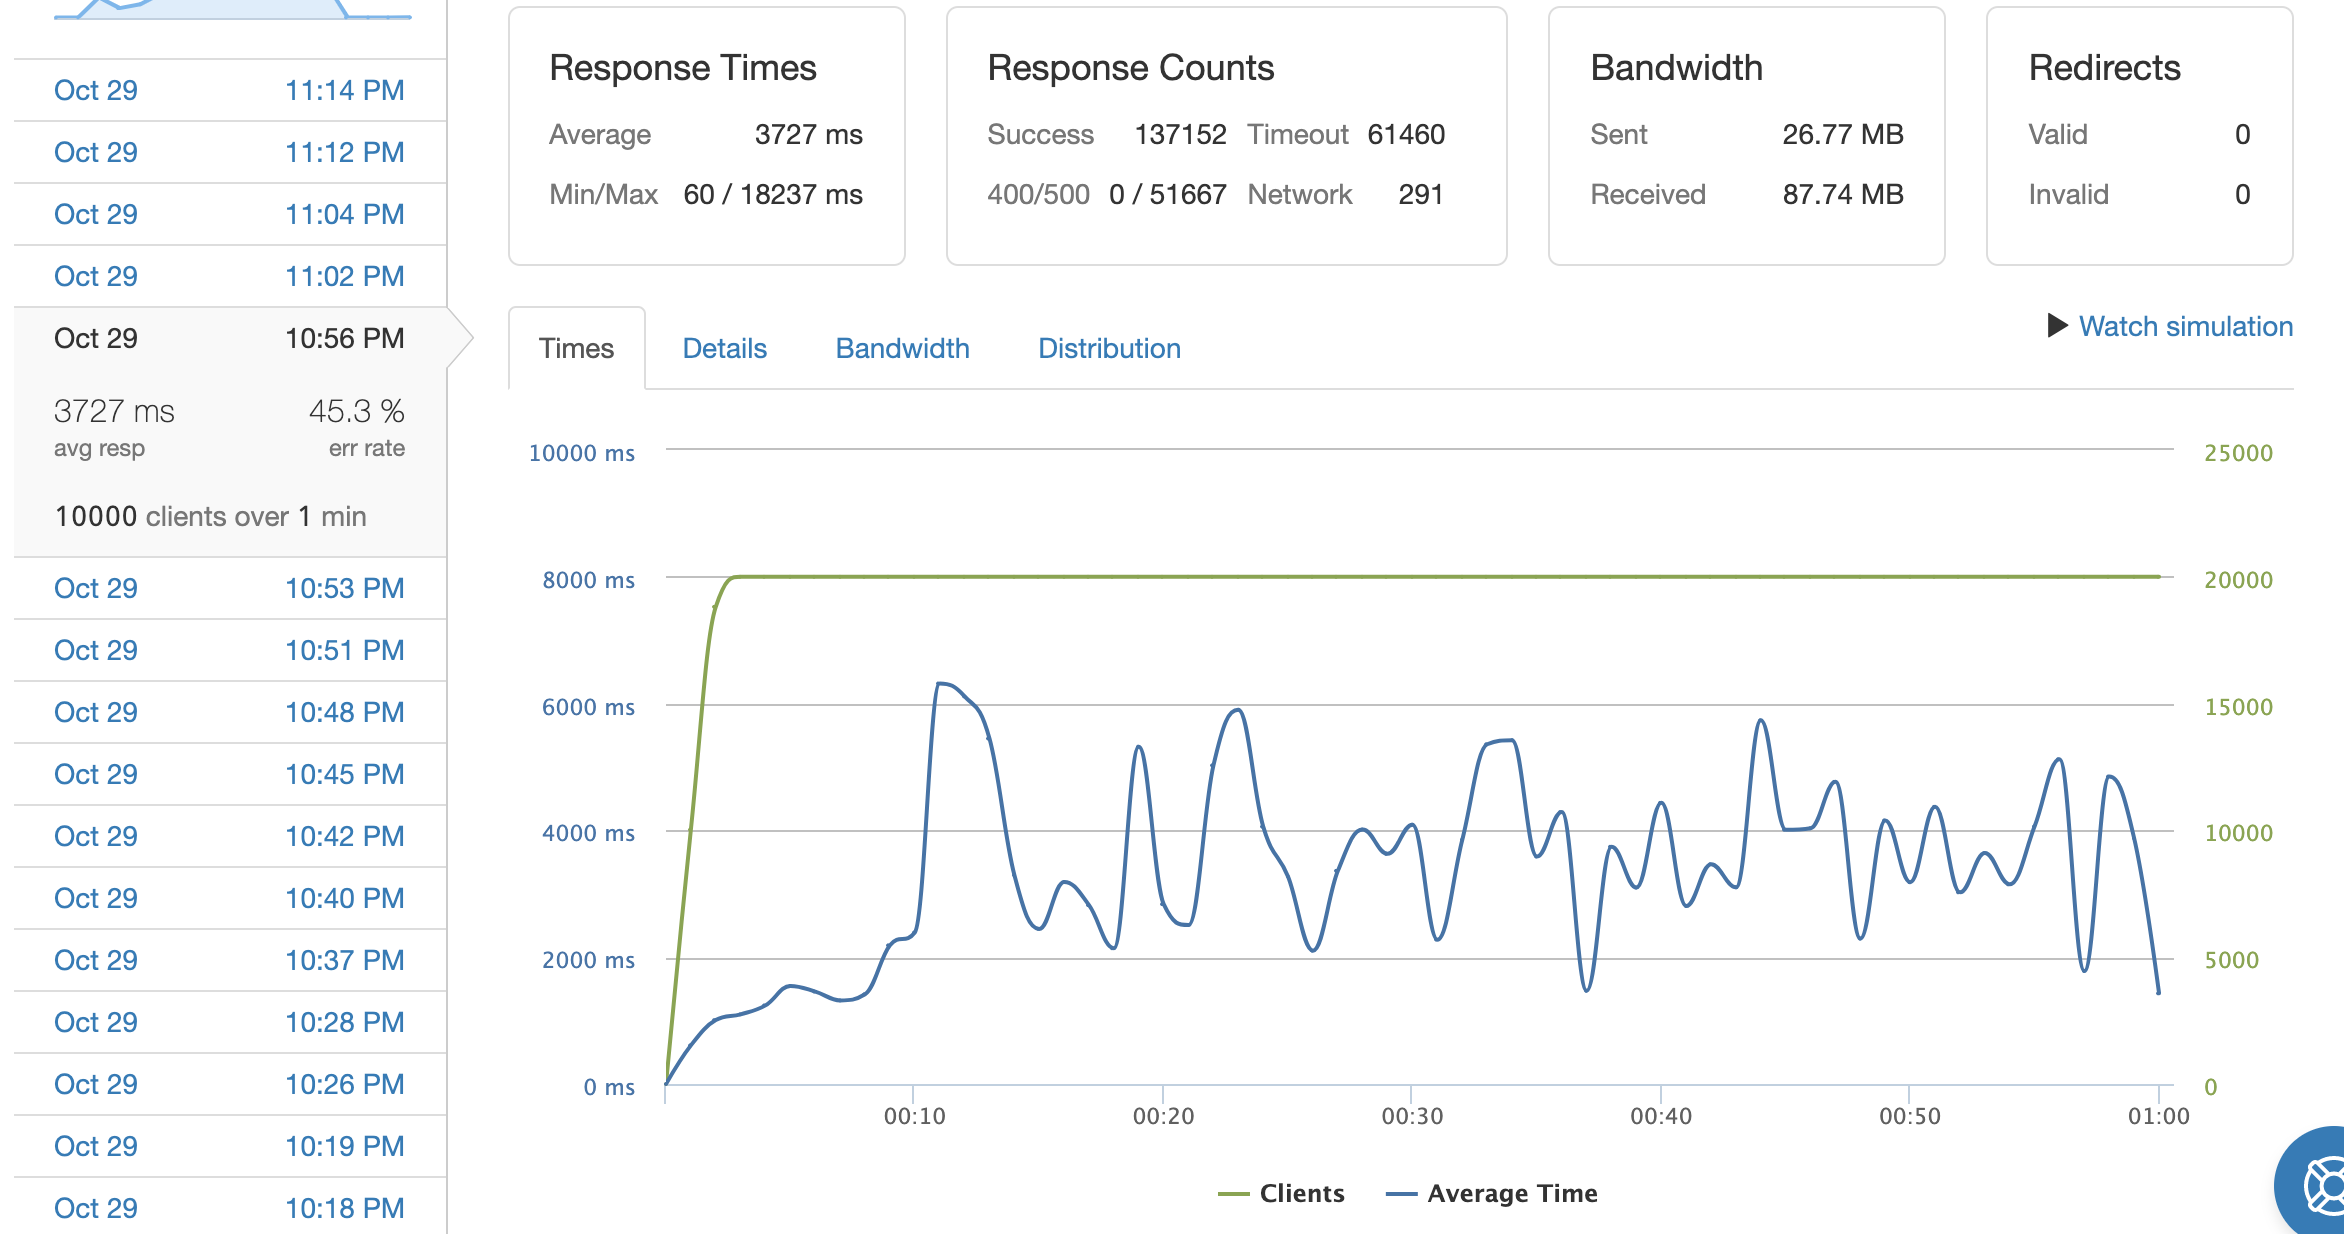 Oct 29 11:14 PM
Oct 29 11:12 PM
Oct 29 11:04 PM
Oct 29 11:02 PM
Oct 29 10:56 PM
3727 ms 45.3 %
avg resp err rate
10000 clients over 1 min
Oct 29 10:53 PM
Oct 29 10:51 PM
Oct 29 10:48 PM
Oct 29 10:45 PM
Oct 29 10:42 PM
Oct 29 10:40 PM
Oct 29 10:37 PM
Oct 29 10:28 PM
Oct 29 10:26 PM
Oct 29 10:19 PM
Oct 29 10:18 PM
Response Times
Average 3727 ms
Min/Max 60 / 18237 ms
Response Counts
Success 137152 Timeout 61460
400/500 0 / 51667 Network 291
Bandwidth
Sent 26.77 MB
Received 87.74 MB
Redirects
Valid 0
Invalid 0
Times Details Bandwidth Distribution
Watch simulation
10000 ms 25000
8000 ms 20000
6000 ms 15000
4000 ms 10000
2000 ms 5000
0 ms 0
00:10 00:20 00:30 00:40 00:50 01:00
Clients Average Time